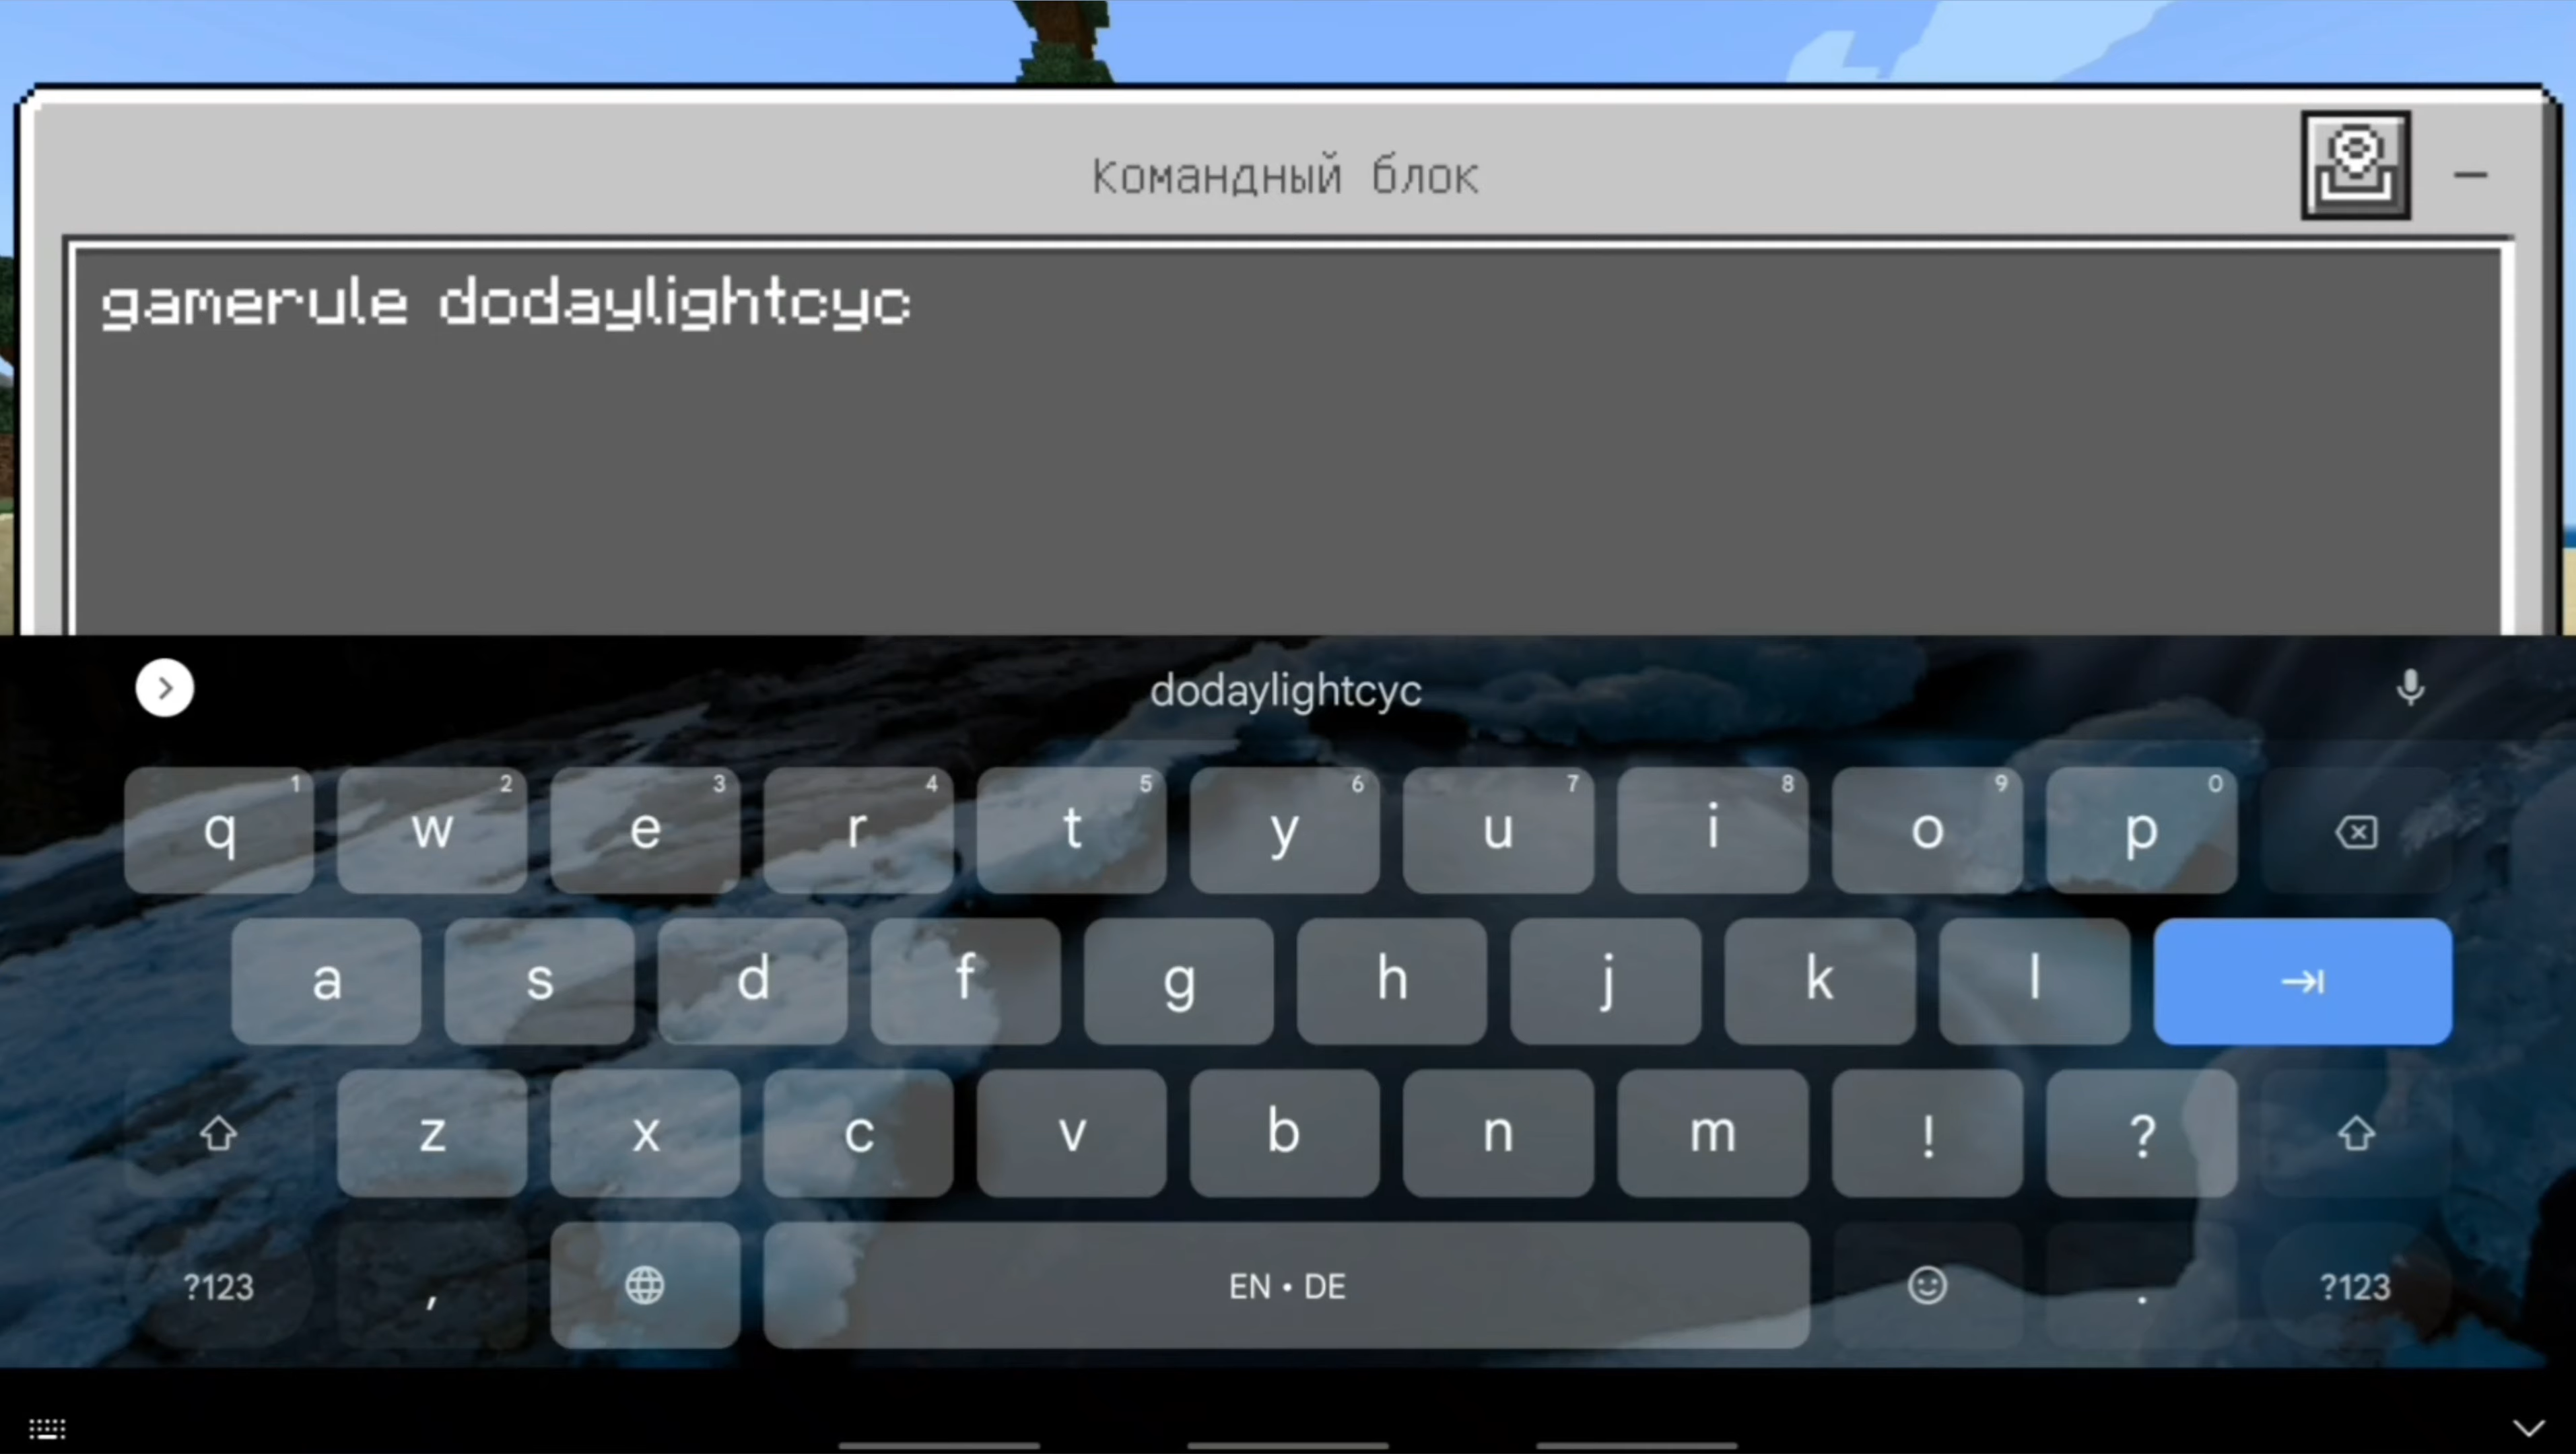 Командный блок
gamerule dodaylightcyc
dodaylightcyc
q 1 w 2 e 3 r 4 t 5 y 6 u 7 i 8 o 9 p 0
a s d f g h j k l
z x c v b n m ! ?
?123 , EN • DE . ?123